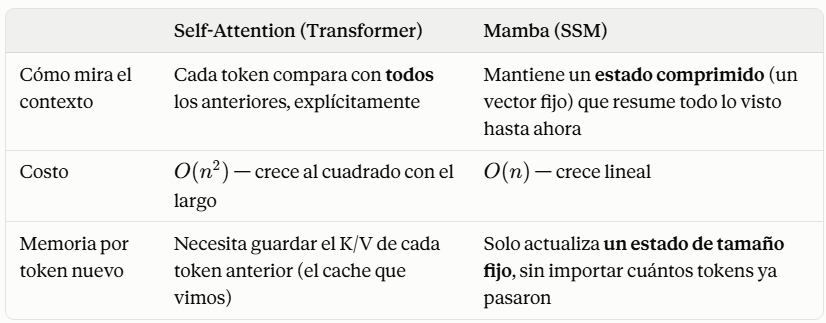 Self-Attention (Transformer) Mamba (SSM)
Cómo mira el contexto
Cada token compara con todos
los anteriores, explícitamente
Mantiene un estado comprimido (un
vector fijo) que resume todo lo visto
hasta ahora
Costo
O(n²) — crece al cuadrado con el
largo
O(n) — crece lineal
Memoria por
token nuevo
Necesita guardar el K/V de cada
token anterior (el cache que
vimos)
Solo actualiza un estado de tamaño
fijo, sin importar cuántos tokens ya
pasaron